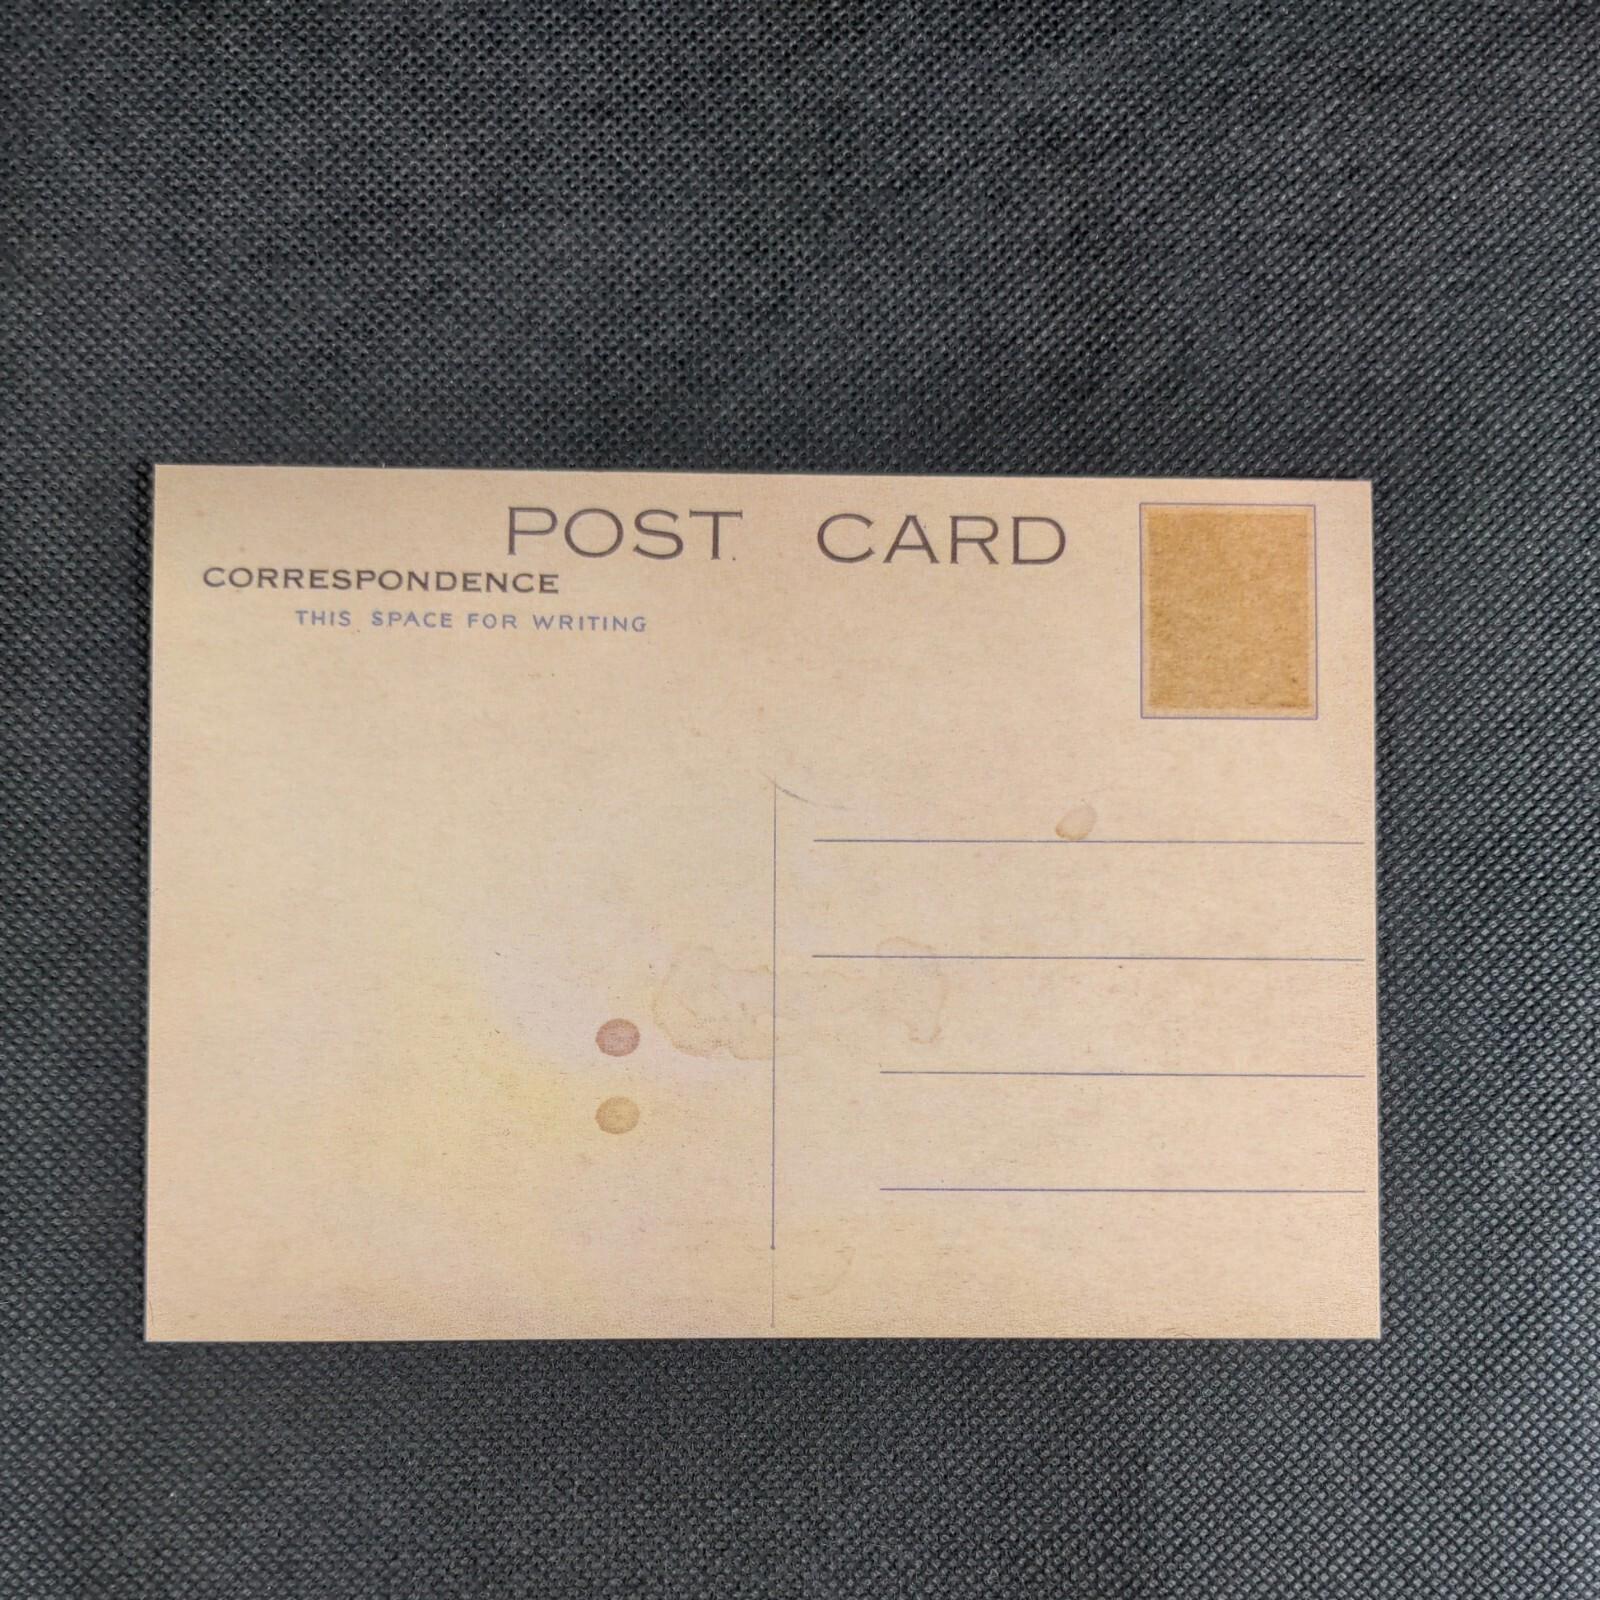 POST CARD
CORRESPONDENCE
THIS SPACE FOR WRITING